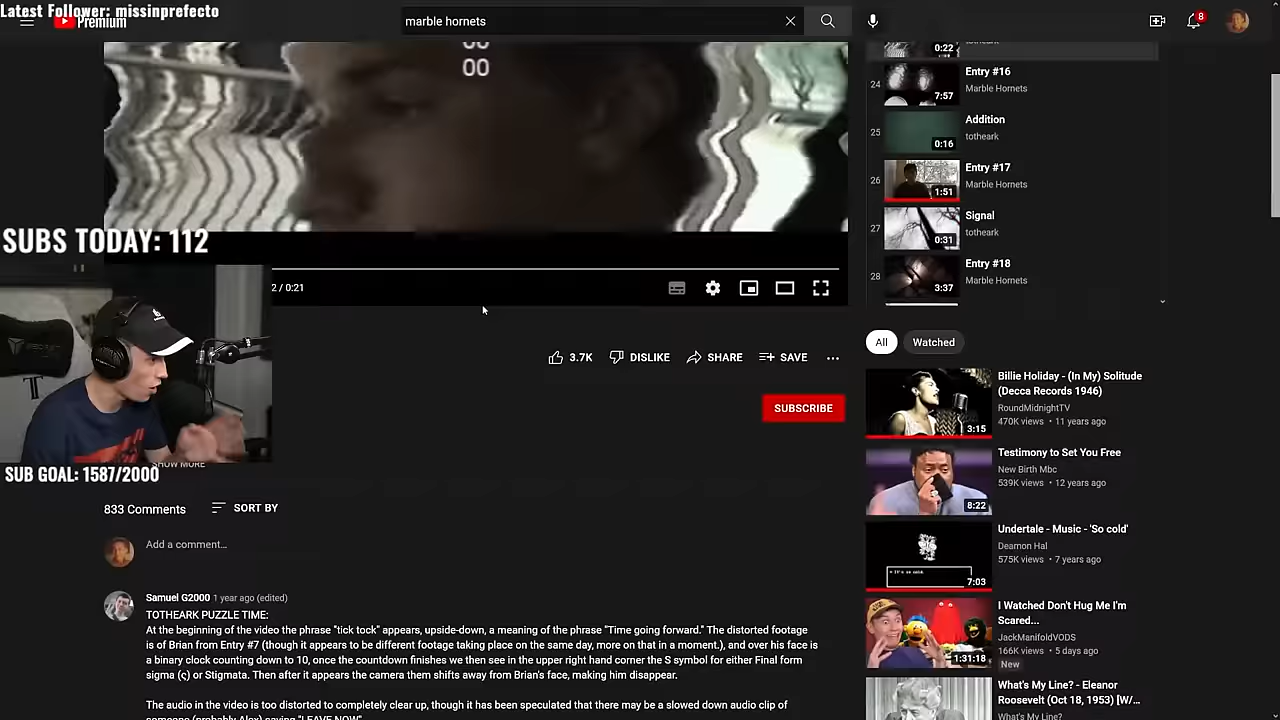 Latest Follower: missinprefecto
Premium
marble hornets
8
00
00
0:22
totheark
24
Entry #16
Marble Hornets
7:57
25
Addition
totheark
0:16
26
Entry #17
Marble Hornets
1:51
27
Signal
totheark
0:31
28
Entry #18
Marble Hornets
3:37
SUBS TODAY: 112
2 / 0:21
3.7K
DISLIKE
SHARE
SAVE
SUBSCRIBE
SHOW MORE
SUB GOAL: 1587/2000
833 Comments
SORT BY
Add a comment…
Samuel G2000 1 year ago (edited)
TOTHEARK PUZZLE TIME:
At the beginning of the video the phrase "tick tock" appears, upside-down, a meaning of the phrase "Time going forward." The distorted footage
is of Brian from Entry #7 (though it appears to be different footage taking place on the same day, more on that in a moment.), and over his face is
a binary clock counting down to 10, once the countdown finishes we then see in the upper right hand corner the S symbol for either Final form
sigma (ς) or Stigmata. Then after it appears the camera them shifts away from Brian's face, making him disappear.
The audio in the video is too distorted to completely clear up, though it has been speculated that there may be a slowed down audio clip of
someone (probably Alex) saying "LEAVE NOW"
All
Watched
Billie Holiday - (In My) Solitude
(Decca Records 1946)
RoundMidnightTV
470K views • 11 years ago
3:15
Testimony to Set You Free
New Birth Mbc
539K views • 12 years ago
8:22
Undertale - Music - 'So cold'
Deamon Hal
575K views • 7 years ago
7:03
I Watched Don't Hug Me I'm
Scared...
JackManifoldVODS
166K views • 5 days ago
New
1:31:18
What's My Line? - Eleanor
Roosevelt (Oct 18, 1953) [W/...
What's My Line?